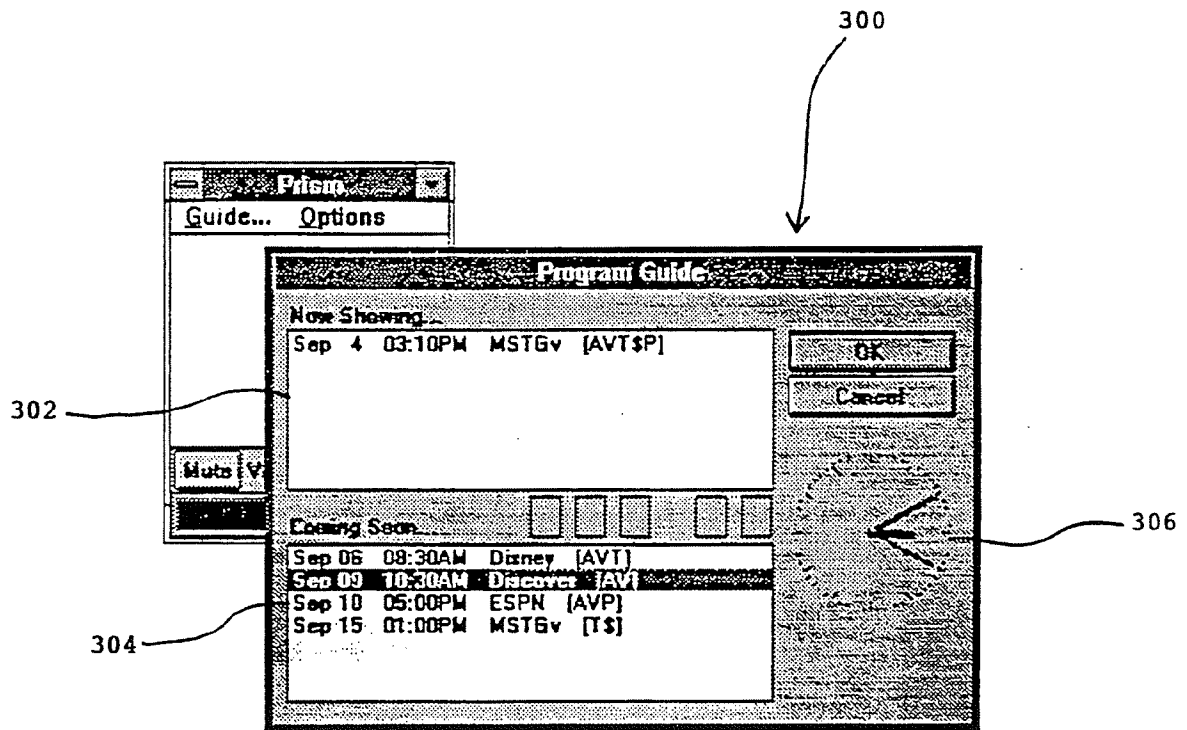 300
Prism
Guide... Options
Program Guide
Now Showing...
Sep 4 03:10PM MSTGv [AVT$P]
OK
Cancel
302
Mute V
Coming Soon...
306
Sep 06 08:30AM Disney [AVT]
Sep 09 10:30AM Discover [AV]
Sep 10 05:00PM ESPN [AVP]
304
Sep 15 01:00PM MSTGv [T$]